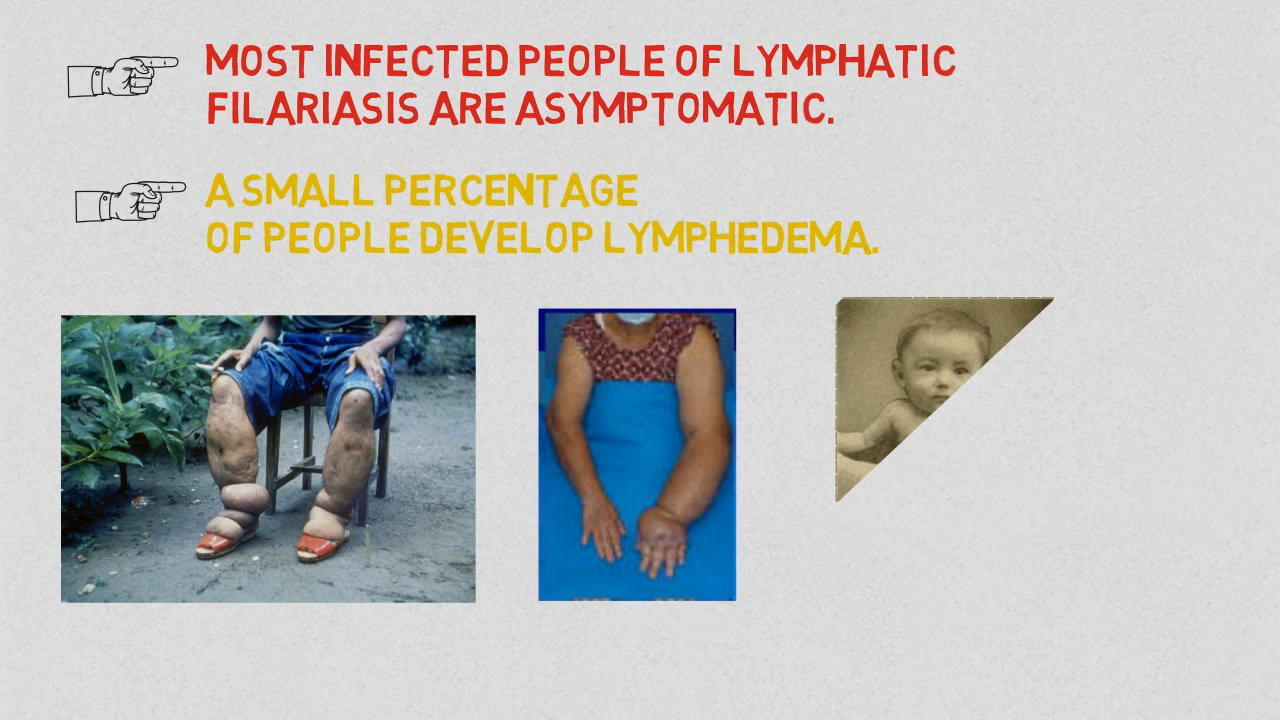 MOST INFECTED PEOPLE OF LYMPHATIC
FILARIASIS ARE ASYMPTOMATIC.
A SMALL PERCENTAGE
OF PEOPLE DEVELOP LYMPHEDEMA.